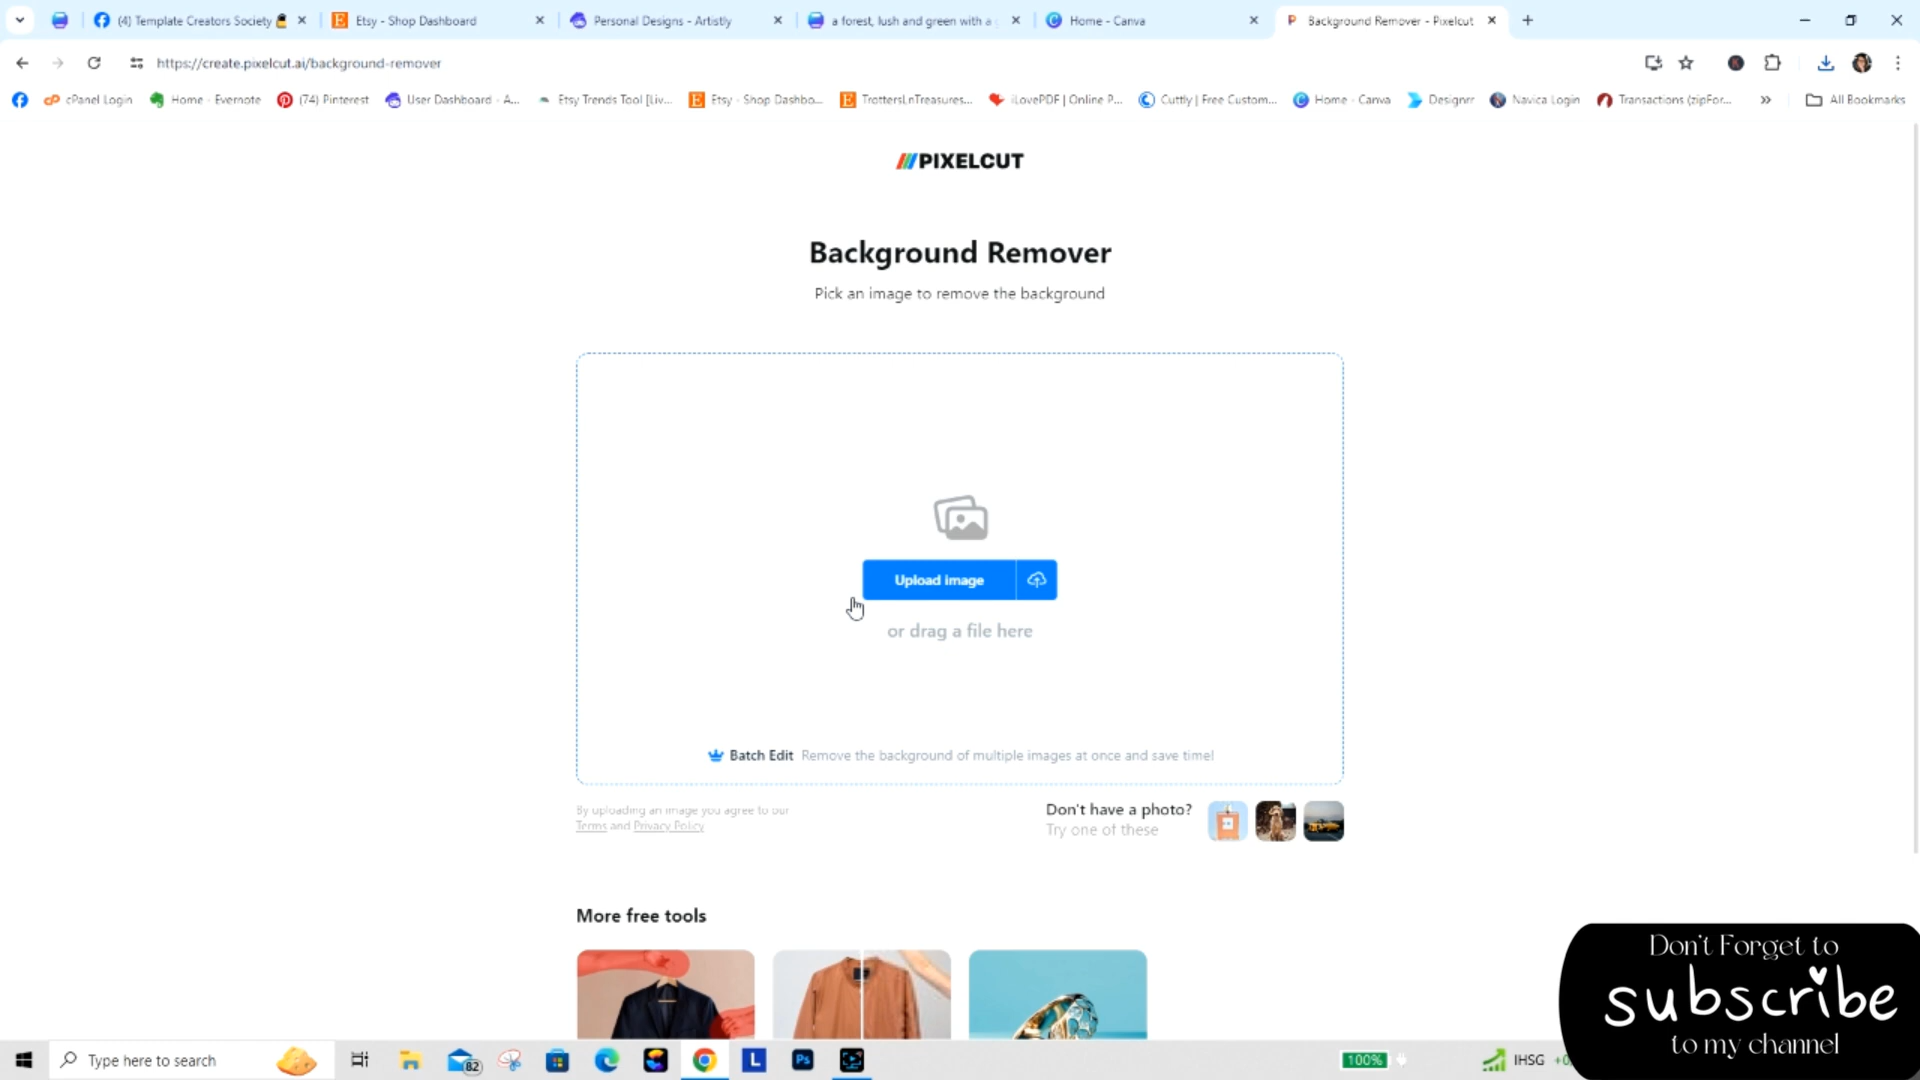 (4) Template Creators Society
Etsy - Shop Dashboard
Personal Designs - Artistly
a forest, lush and green with a
Home - Canva
Background Remover - Pixelcut
https://create.pixelcut.ai/background-remover
cPanel Login
Home - Evernote
(74) Pinterest
User Dashboard - A...
Etsy Trends Tool [Liv...
Etsy - Shop Dashbo...
TrottersLnTreasures...
iLovePDF | Online P...
Cuttly | Free Custom...
Home - Canva
Designrr
Navica Login
Transactions (zipFor...
All Bookmarks
PIXELCUT
Background Remover
Pick an image to remove the background
Upload image
or drag a file here
Batch Edit Remove the background of multiple images at once and save time!
By uploading an image you agree to our
Terms and Privacy Policy
Don't have a photo?
Try one of these
More free tools
Don't Forget to
subscribe
to my channel
Type here to search
82
L
Ps
100%
IHSG